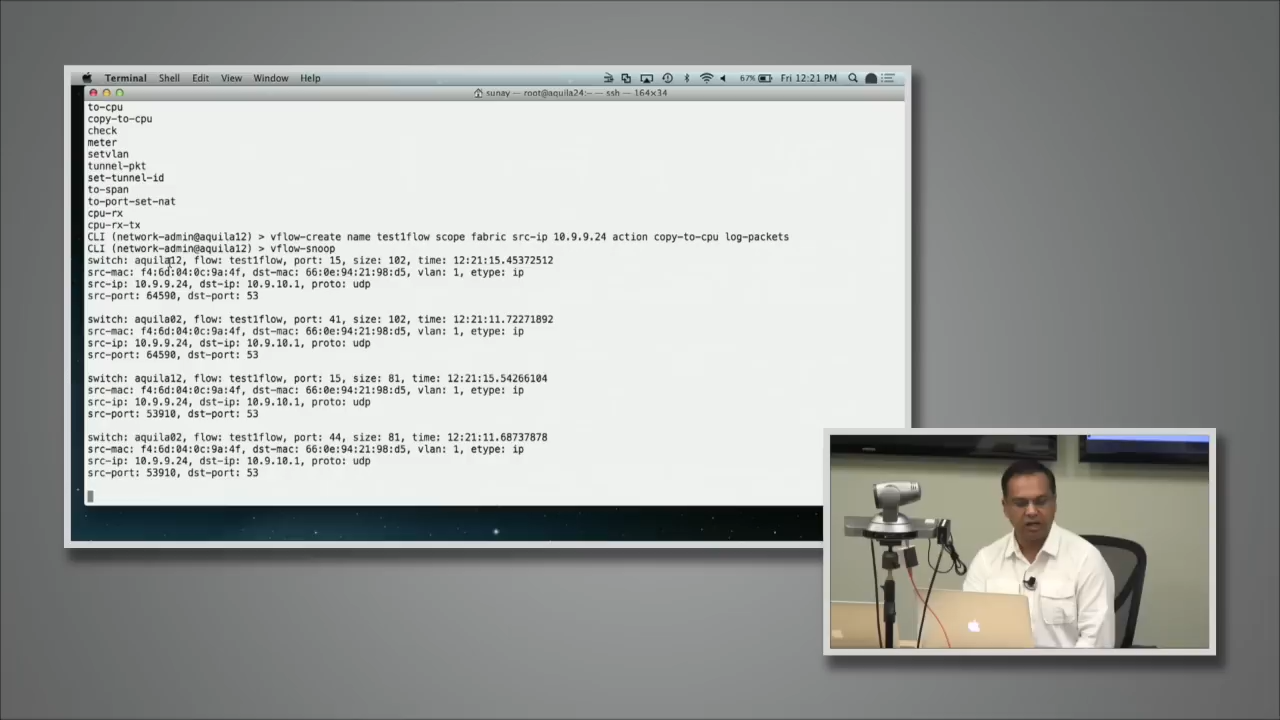 Terminal Shell Edit View Window Help 67% Fri 12:21 PM
sunay — root@aquila24:~ — ssh — 164×34
to-cpu
copy-to-cpu
check
meter
setvlan
tunnel-pkt
set-tunnel-id
to-span
to-port-set-nat
cpu-rx
cpu-rx-tx
CLI (network-admin@aquila12) > vflow-create name test1flow scope fabric src-ip 10.9.9.24 action copy-to-cpu log-packets
CLI (network-admin@aquila12) > vflow-snoop
switch: aquila12, flow: test1flow, port: 15, size: 102, time: 12:21:15.45372512
src-mac: f4:6d:04:0c:9a:4f, dst-mac: 66:0e:94:21:98:d5, vlan: 1, etype: ip
src-ip: 10.9.9.24, dst-ip: 10.9.10.1, proto: udp
src-port: 64590, dst-port: 53
switch: aquila02, flow: test1flow, port: 41, size: 102, time: 12:21:11.72271892
src-mac: f4:6d:04:0c:9a:4f, dst-mac: 66:0e:94:21:98:d5, vlan: 1, etype: ip
src-ip: 10.9.9.24, dst-ip: 10.9.10.1, proto: udp
src-port: 64590, dst-port: 53
switch: aquila12, flow: test1flow, port: 15, size: 81, time: 12:21:15.54266104
src-mac: f4:6d:04:0c:9a:4f, dst-mac: 66:0e:94:21:98:d5, vlan: 1, etype: ip
src-ip: 10.9.9.24, dst-ip: 10.9.10.1, proto: udp
src-port: 53910, dst-port: 53
switch: aquila02, flow: test1flow, port: 44, size: 81, time: 12:21:11.68737878
src-mac: f4:6d:04:0c:9a:4f, dst-mac: 66:0e:94:21:98:d5, vlan: 1, etype: ip
src-ip: 10.9.9.24, dst-ip: 10.9.10.1, proto: udp
src-port: 53910, dst-port: 53